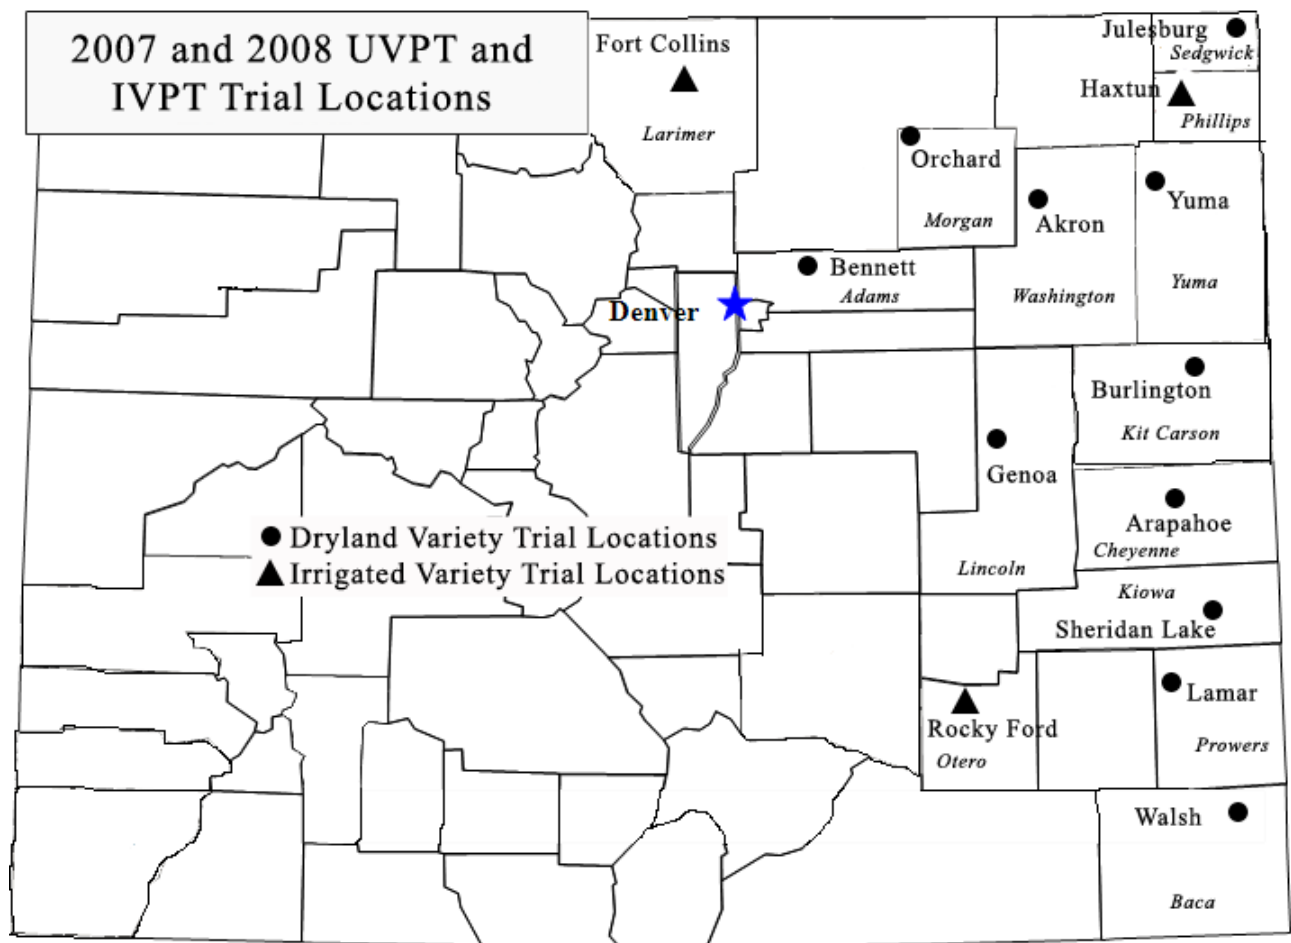 2007 and 2008 UVPT and
IVPT Trial Locations
Fort Collins
Larimer
Julesburg
Sedgwick
Haxtun
Phillips
Orchard
Morgan
Akron
Washington
Yuma
Yuma
Bennett
Adams
Denver
Burlington
Kit Carson
Genoa
Lincoln
Arapahoe
Cheyenne
Dryland Variety Trial Locations
Irrigated Variety Trial Locations
Kiowa
Sheridan Lake
Lamar
Prowers
Rocky Ford
Otero
Walsh
Baca